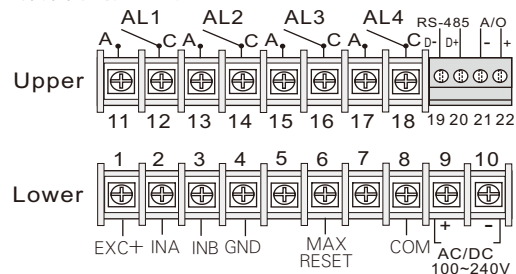 AL1 AL2 AL3 AL4 RS-485 A/O
A C A C A C A C D- D+ - +
Upper
11 12 13 14 15 16 17 18 19 20 21 22
1 2 3 4 5 6 7 8 9 10
Lower
+ -
EXC+ INA INB GND MAX RESET COM AC/DC 100~240V